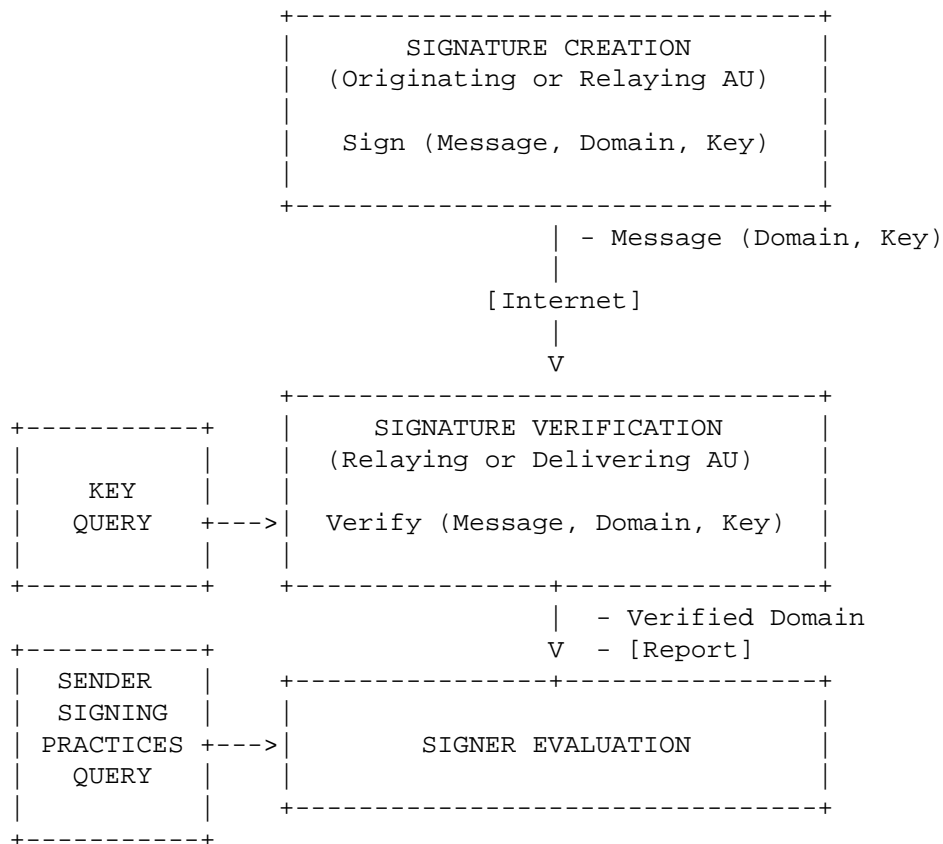 SIGNATURE CREATION
(Originating or Relaying AU)
Sign (Message, Domain, Key)
- Message (Domain, Key)
[Internet]
V
SIGNATURE VERIFICATION
(Relaying or Delivering AU)
KEY
QUERY
Verify (Message, Domain, Key)
- Verified Domain
V - [Report]
SENDER
SIGNING
PRACTICES
QUERY
SIGNER EVALUATION